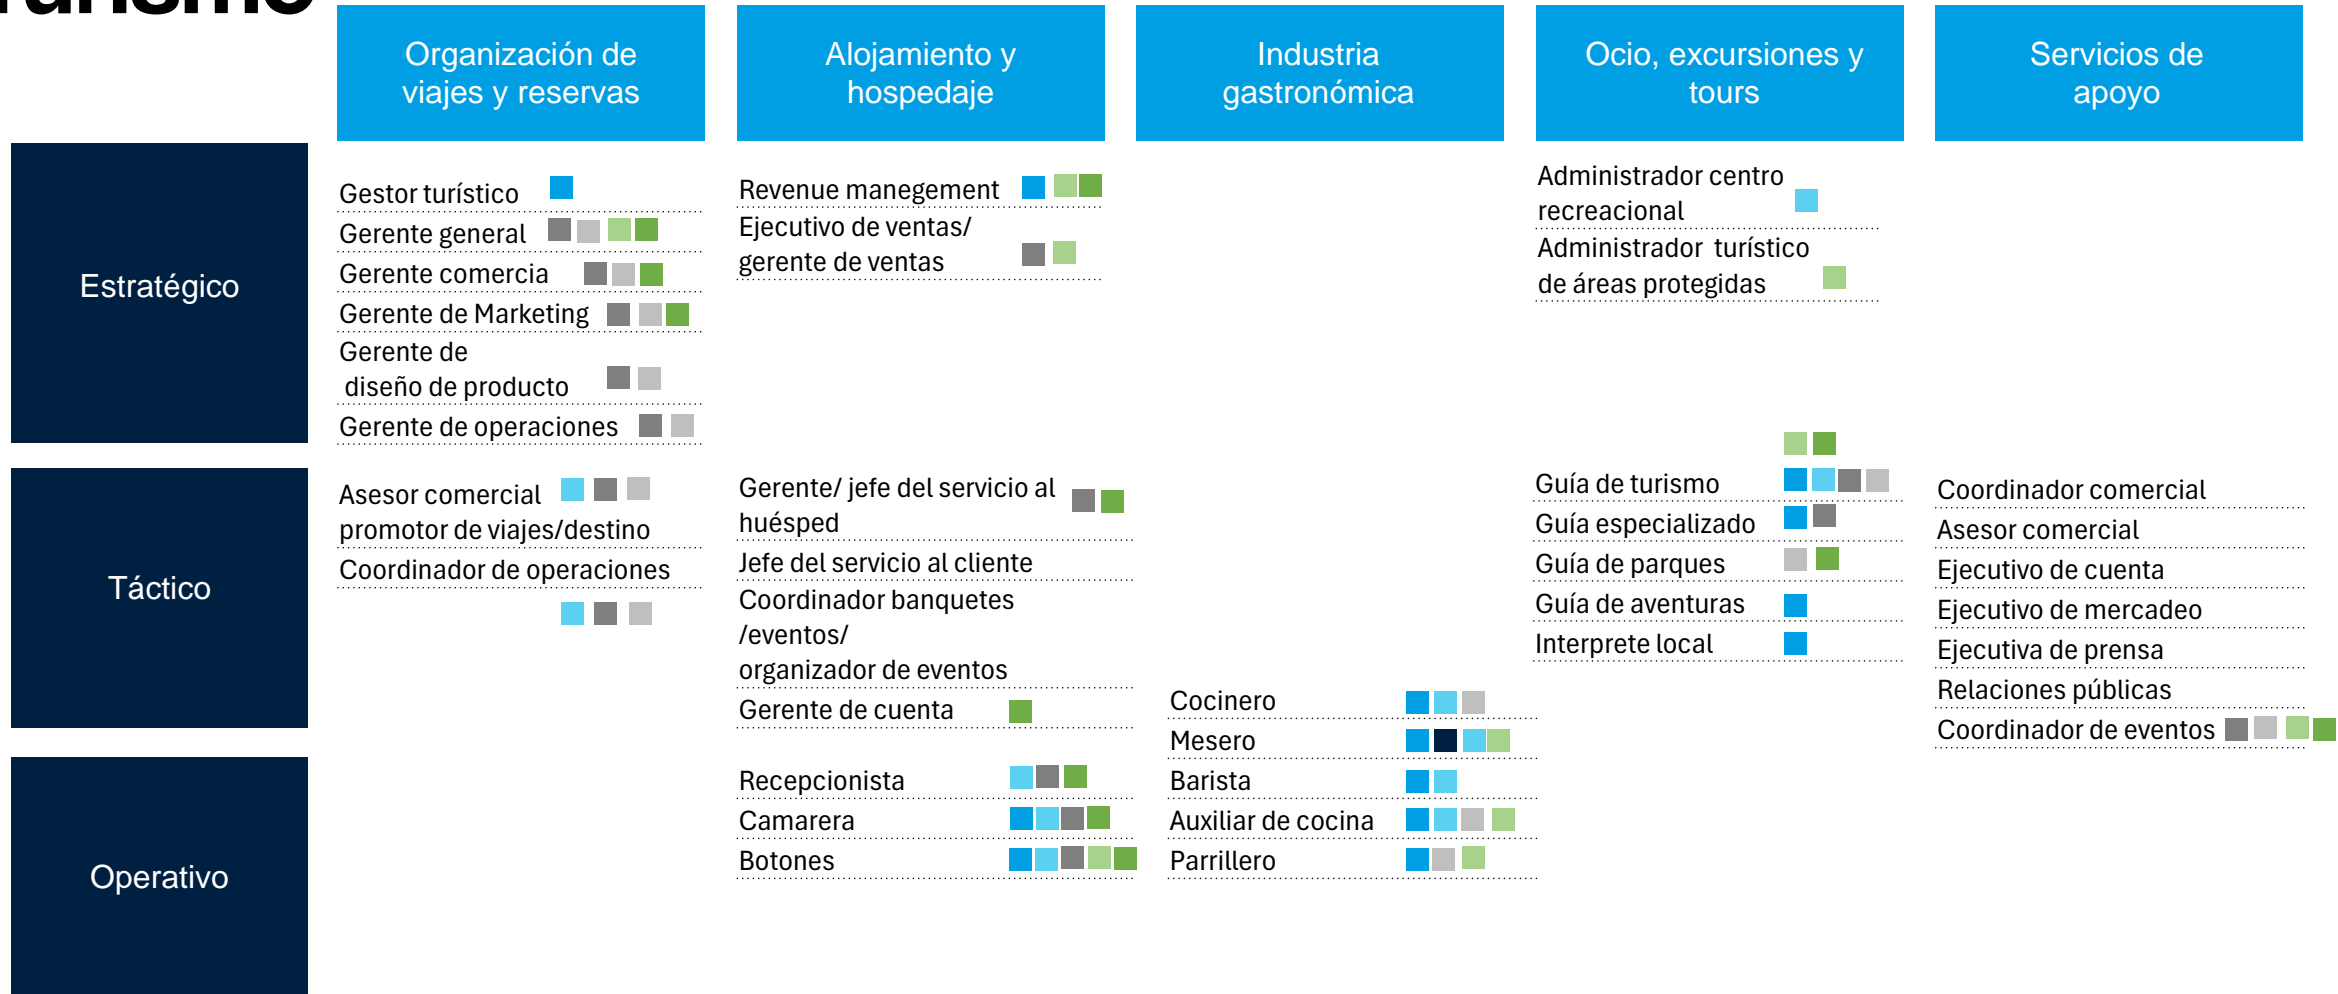 Turismo
Organización de
viajes y reservas
Alojamiento y
hospedaje
Industria
gastronómica
Ocio, excursiones y
tours
Servicios de
apoyo
Estratégico
Gestor turístico
Gerente general
Gerente comercia
Gerente de Marketing
Gerente de
diseño de producto
Gerente de operaciones
Revenue manegement
Ejecutivo de ventas/
gerente de ventas
Administrador centro
recreacional
Administrador turístico
de áreas protegidas
Táctico
Asesor comercial
promotor de viajes/destino
Coordinador de operaciones
Gerente/ jefe del servicio al
huésped
Jefe del servicio al cliente
Coordinador banquetes
/eventos/
organizador de eventos
Gerente de cuenta
Guía de turismo
Guía especializado
Guía de parques
Guía de aventuras
Interprete local
Coordinador comercial
Asesor comercial
Ejecutivo de cuenta
Ejecutivo de mercadeo
Ejecutiva de prensa
Relaciones públicas
Coordinador de eventos
Operativo
Recepcionista
Camarera
Botones
Cocinero
Mesero
Barista
Auxiliar de cocina
Parrillero